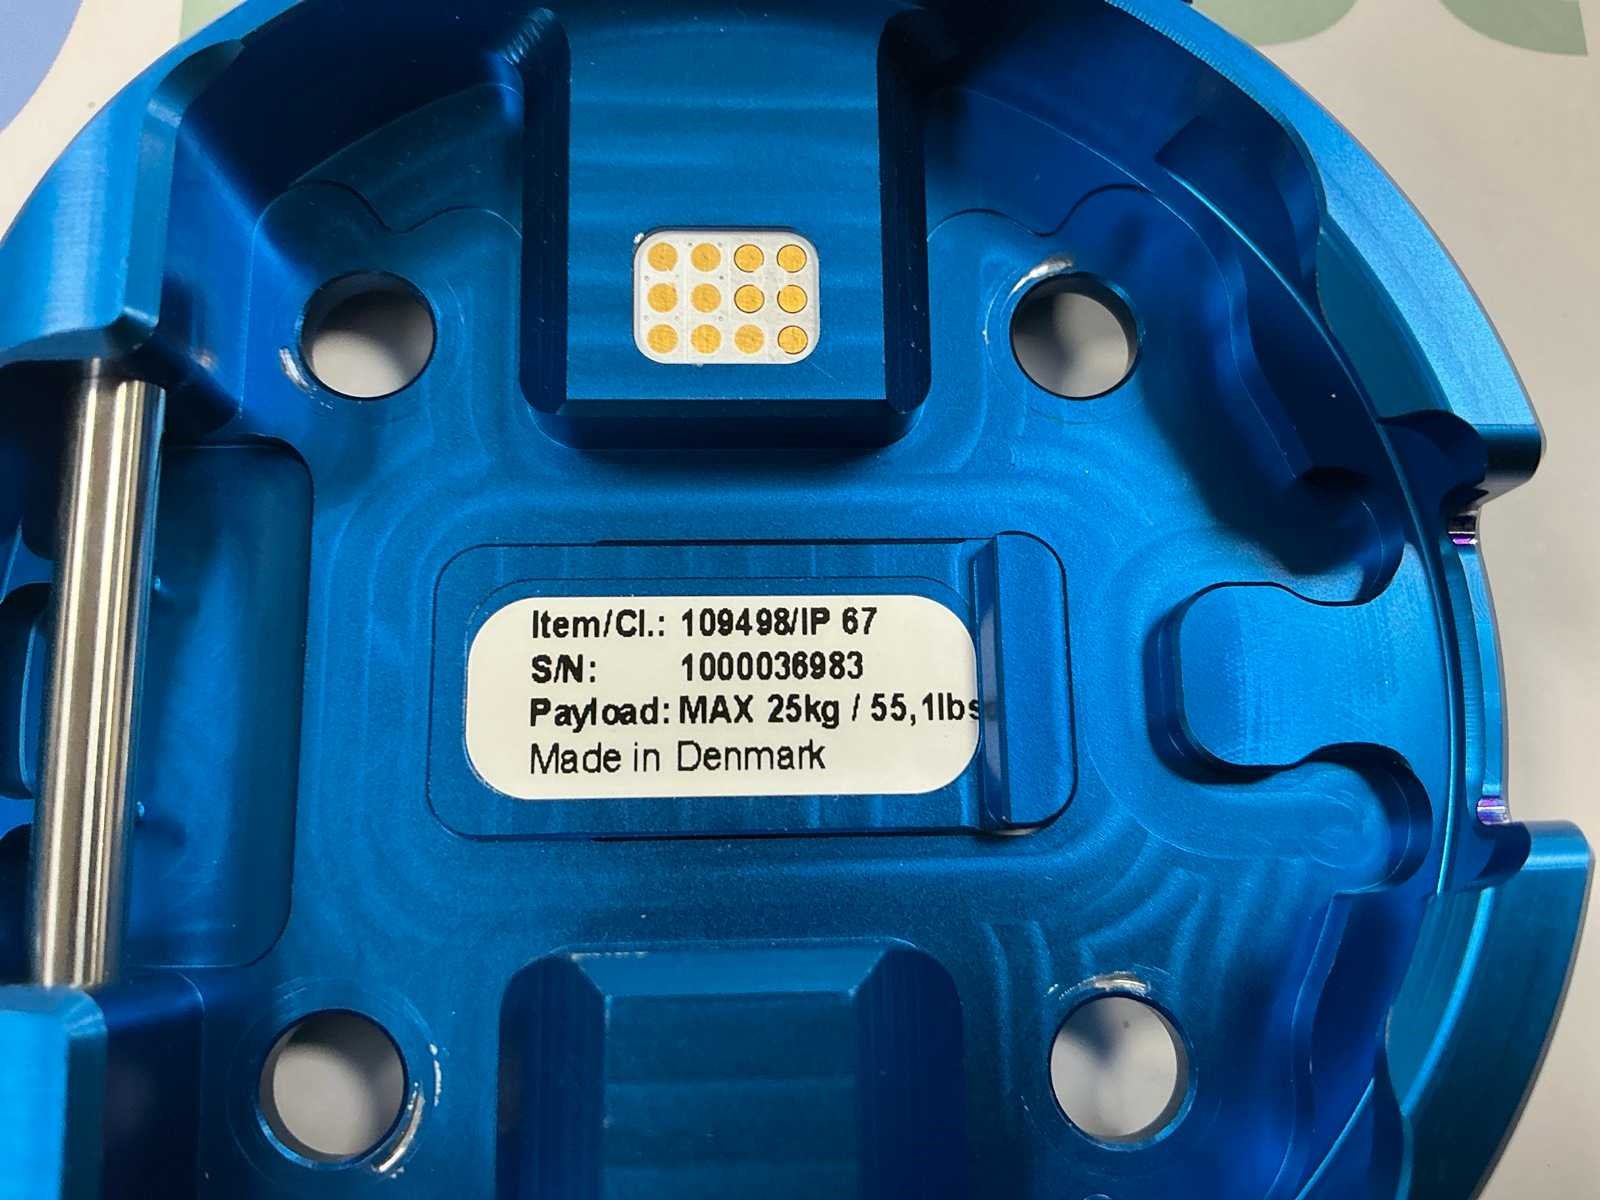 Item/Cl.: 109498/IP 67
S/N: 1000036983
Payload: MAX 25kg / 55,1lbs
Made in Denmark